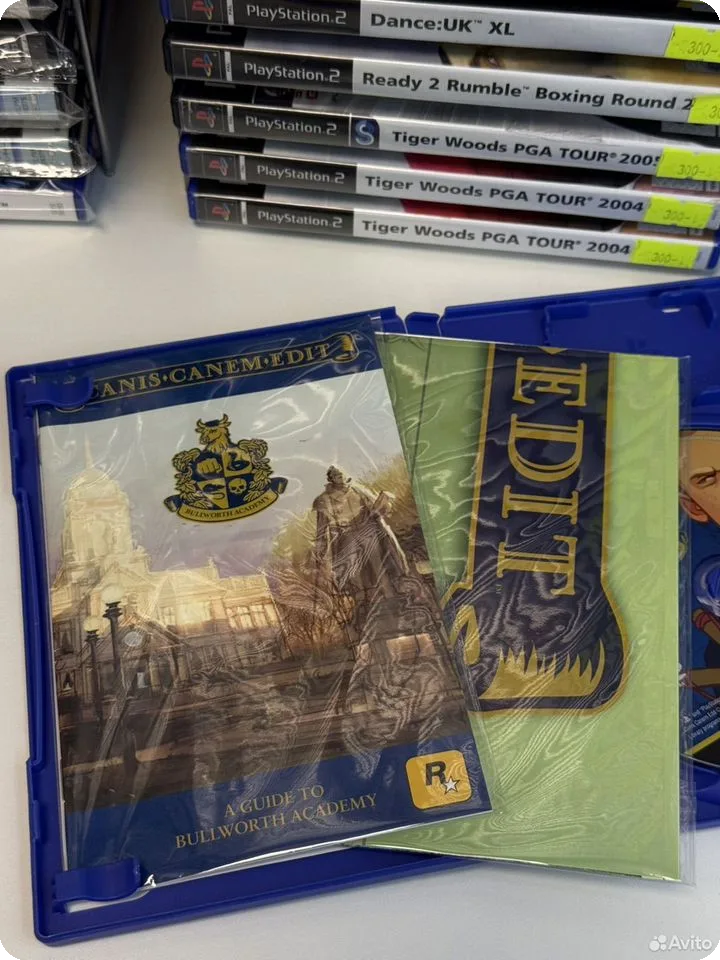 PlayStation.2 Dance:UK™ XL
300-
PlayStation.2 Ready 2 Rumble™ Boxing Round 2
PlayStation.2 S Tiger Woods PGA TOUR® 2005
300-
PlayStation.2 Tiger Woods PGA TOUR® 2004
300-
PlayStation.2 Tiger Woods PGA TOUR® 2004
300-
CANIS·CANEM·EDIT
BULLWORTH ACADEMY
EDIT
A GUIDE TO
BULLWORTH ACADEMY
R
Avito